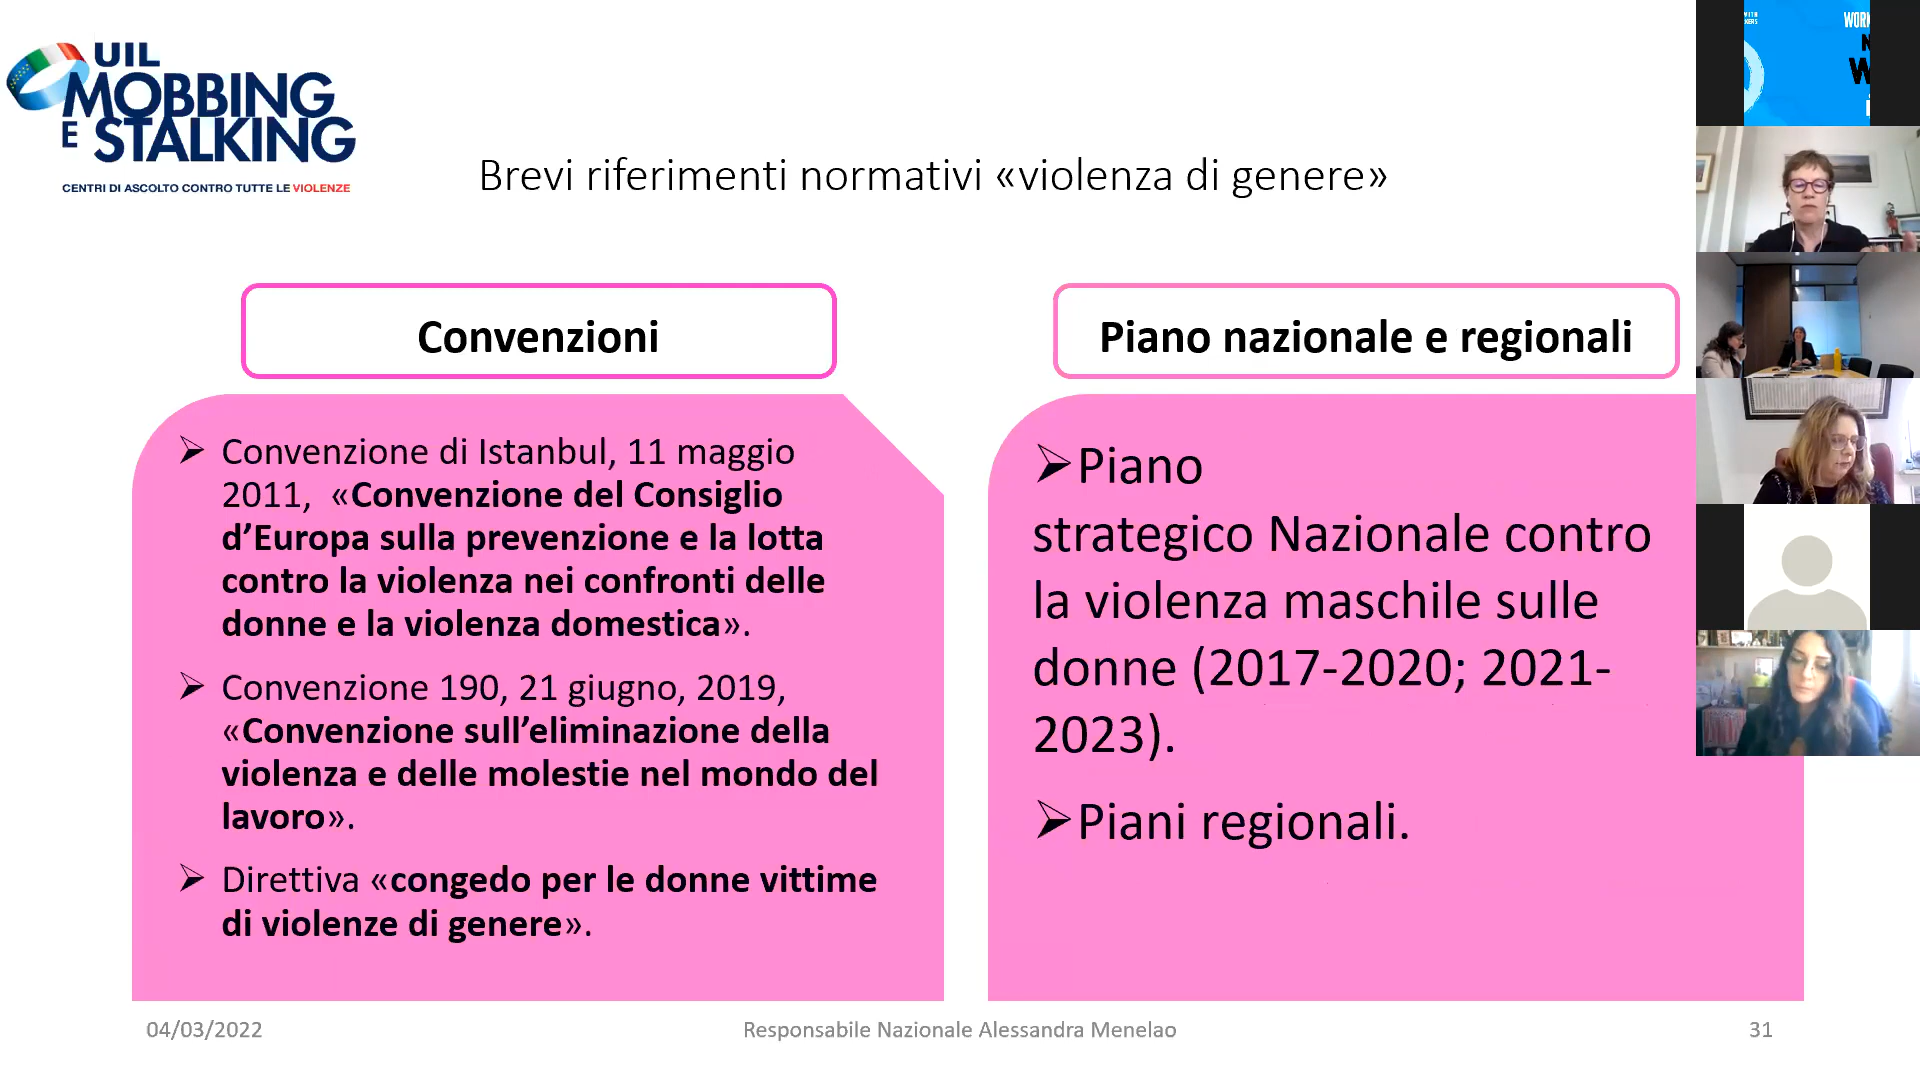 UIL
MOBBING
E STALKING
CENTRI DI ASCOLTO CONTRO TUTTE LE VIOLENZE
Brevi riferimenti normativi «violenza di genere»
Convenzioni
Convenzione di Istanbul, 11 maggio
2011, «Convenzione del Consiglio
d’Europa sulla prevenzione e la lotta
contro la violenza nei confronti delle
donne e la violenza domestica».
Convenzione 190, 21 giugno, 2019,
«Convenzione sull’eliminazione della
violenza e delle molestie nel mondo del
lavoro».
Direttiva «congedo per le donne vittime
di violenze di genere».
Piano nazionale e regionali
Piano
strategico Nazionale contro
la violenza maschile sulle
donne (2017-2020; 2021-
2023).
Piani regionali.
04/03/2022
Responsabile Nazionale Alessandra Menelao
31